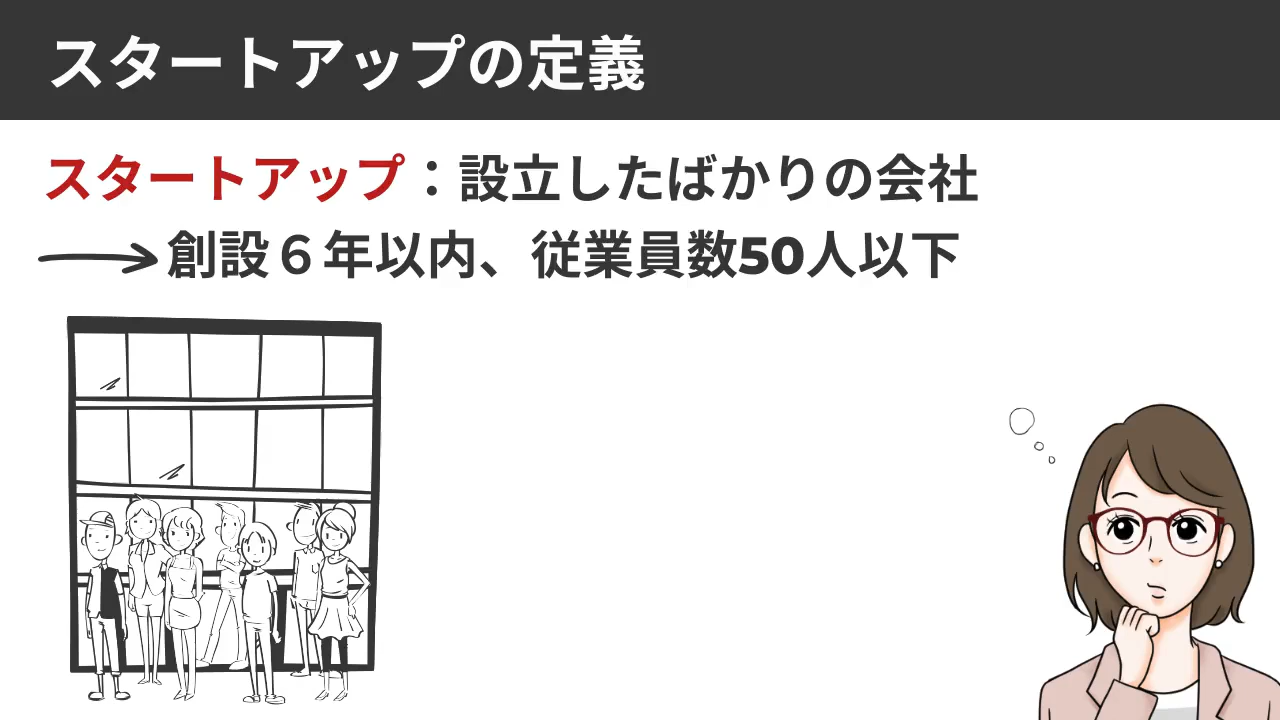 スタートアップの定義
スタートアップ：設立したばかりの会社
創設６年以内、従業員数50人以下